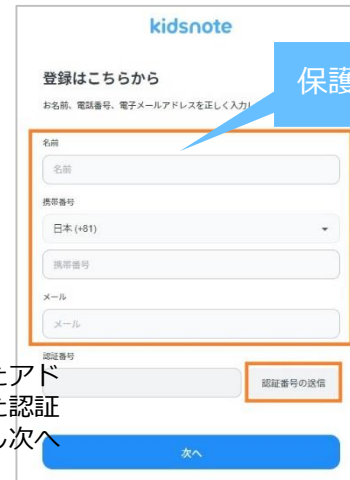 kidsnote
登録はこちらから
お名前、電話番号、電子メールアドレスを正しく入力し
保護
名前
名前
携帯番号
日本 (+81)
携帯番号
メール
メール
認証番号
認証番号の送信
たアド
た認証
し次へ
次へ